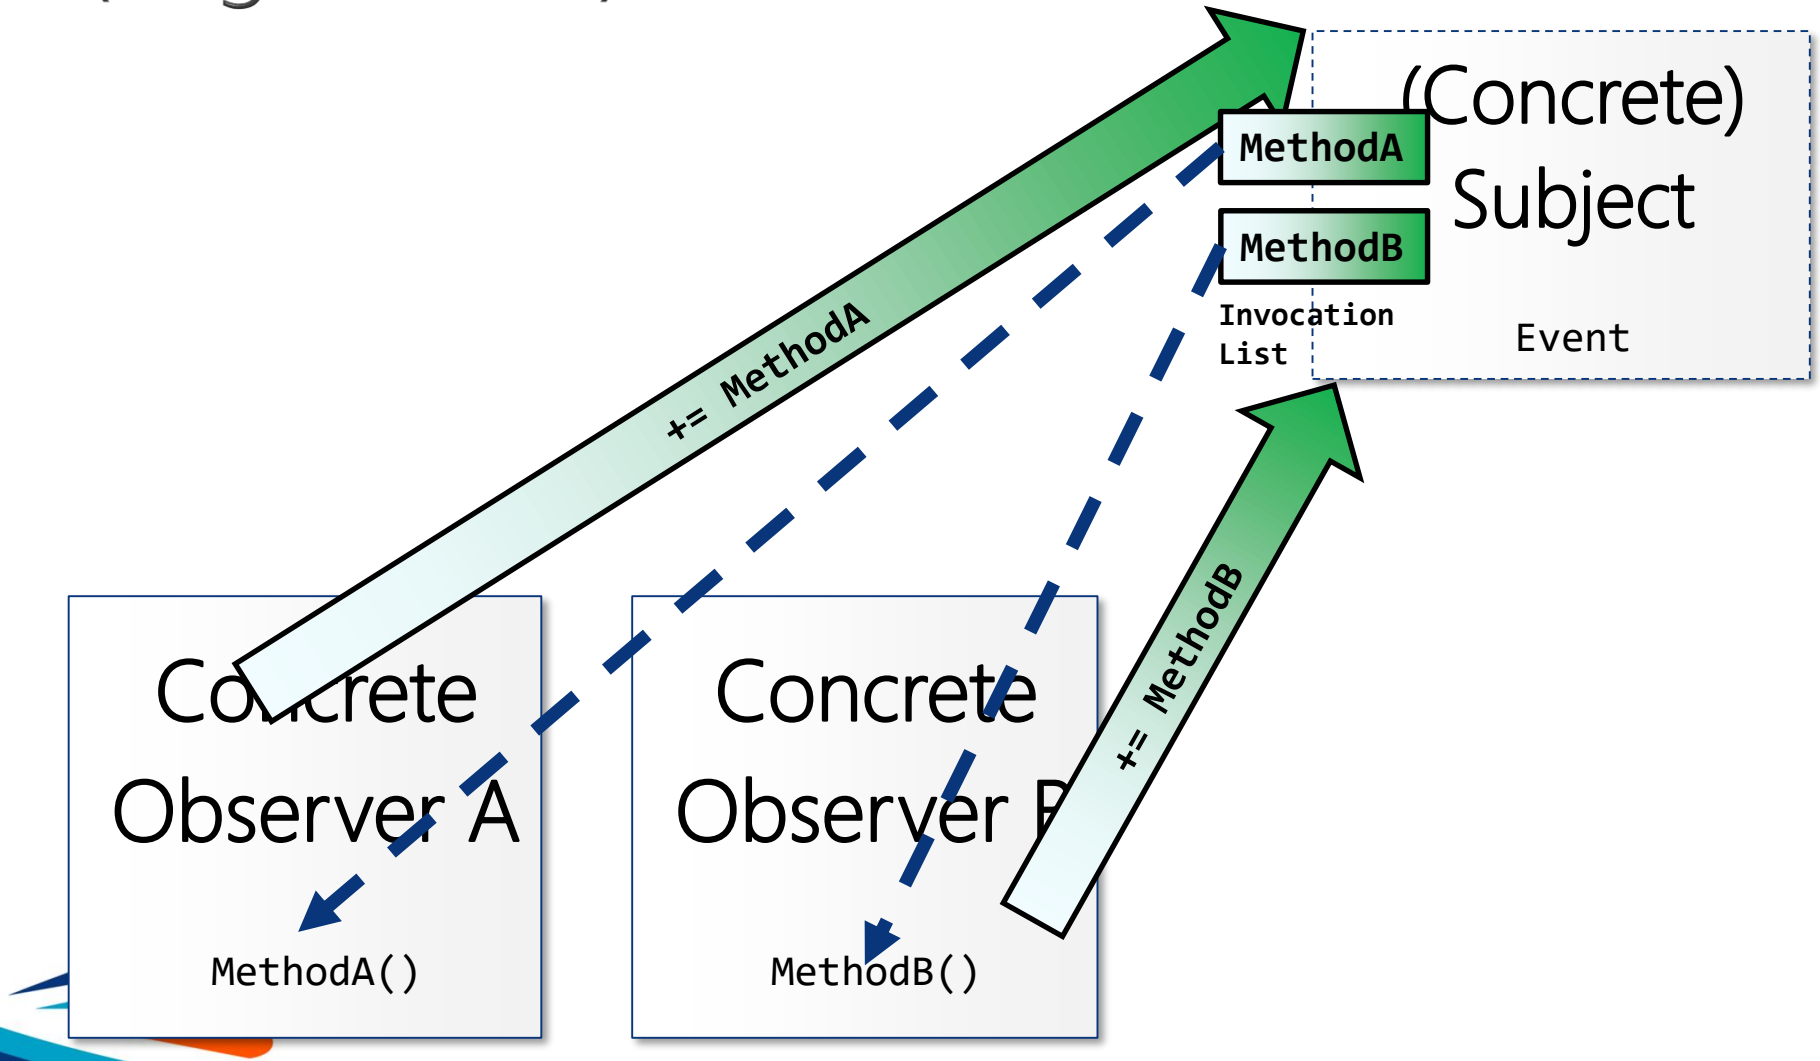 (Concrete)
Subject
MethodA
MethodB
Invocation
List
Event
+= MethodA
+= MethodB
Concrete
Observer A
MethodA()
Concrete
Observer B
MethodB()